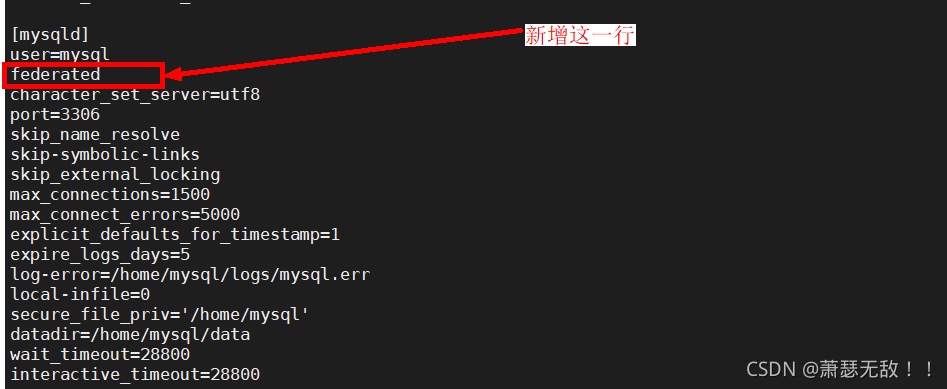 [mysqld]
新增这一行
user=mysql
federated
character_set_server=utf8
port=3306
skip_name_resolve
skip-symbolic-links
skip_external_locking
max_connections=1500
max_connect_errors=5000
explicit_defaults_for_timestamp=1
expire_logs_days=5
log-error=/home/mysql/logs/mysql.err
local-infile=0
secure_file_priv='/home/mysql'
datadir=/home/mysql/data
wait_timeout=28800
interactive_timeout=28800
CSDN @萧瑟无敌！！